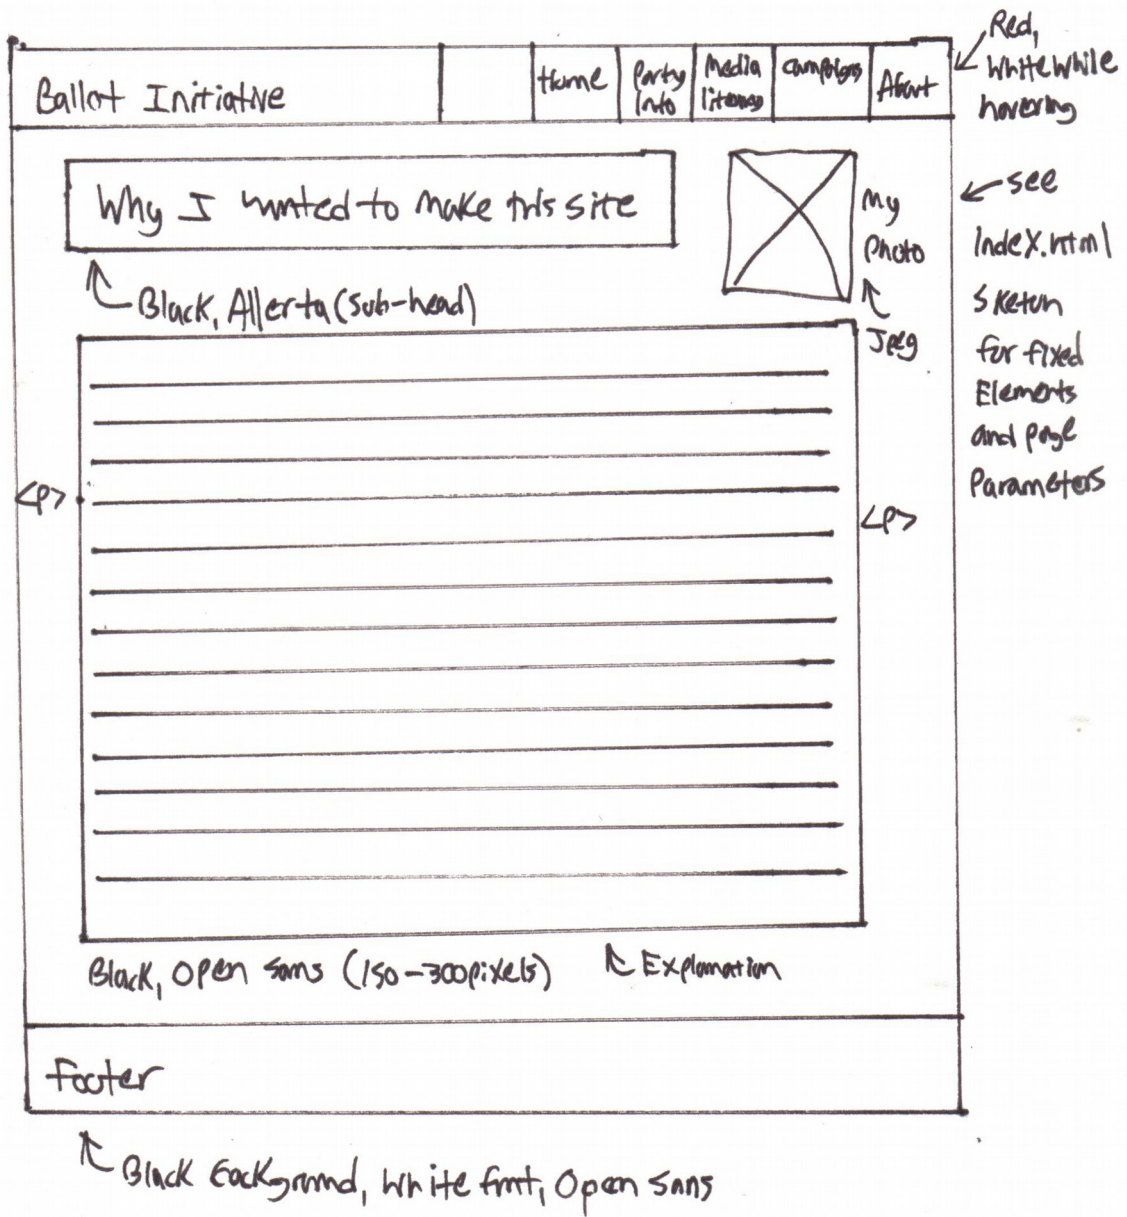 Red,
White while
hovering
Ballot Initiative
Home
Party
Info
Media
literacy
campaigns
About
Why I wanted to make this site
My
Photo
Jpeg
Black, Allerta (sub-head)
see
index.html
Sketch
for fixed
Elements
and page
Parameters
<p>
<p>
Black, Open Sans (150-300pixels)
Explanation
Footer
Black Background, White font, Open Sans